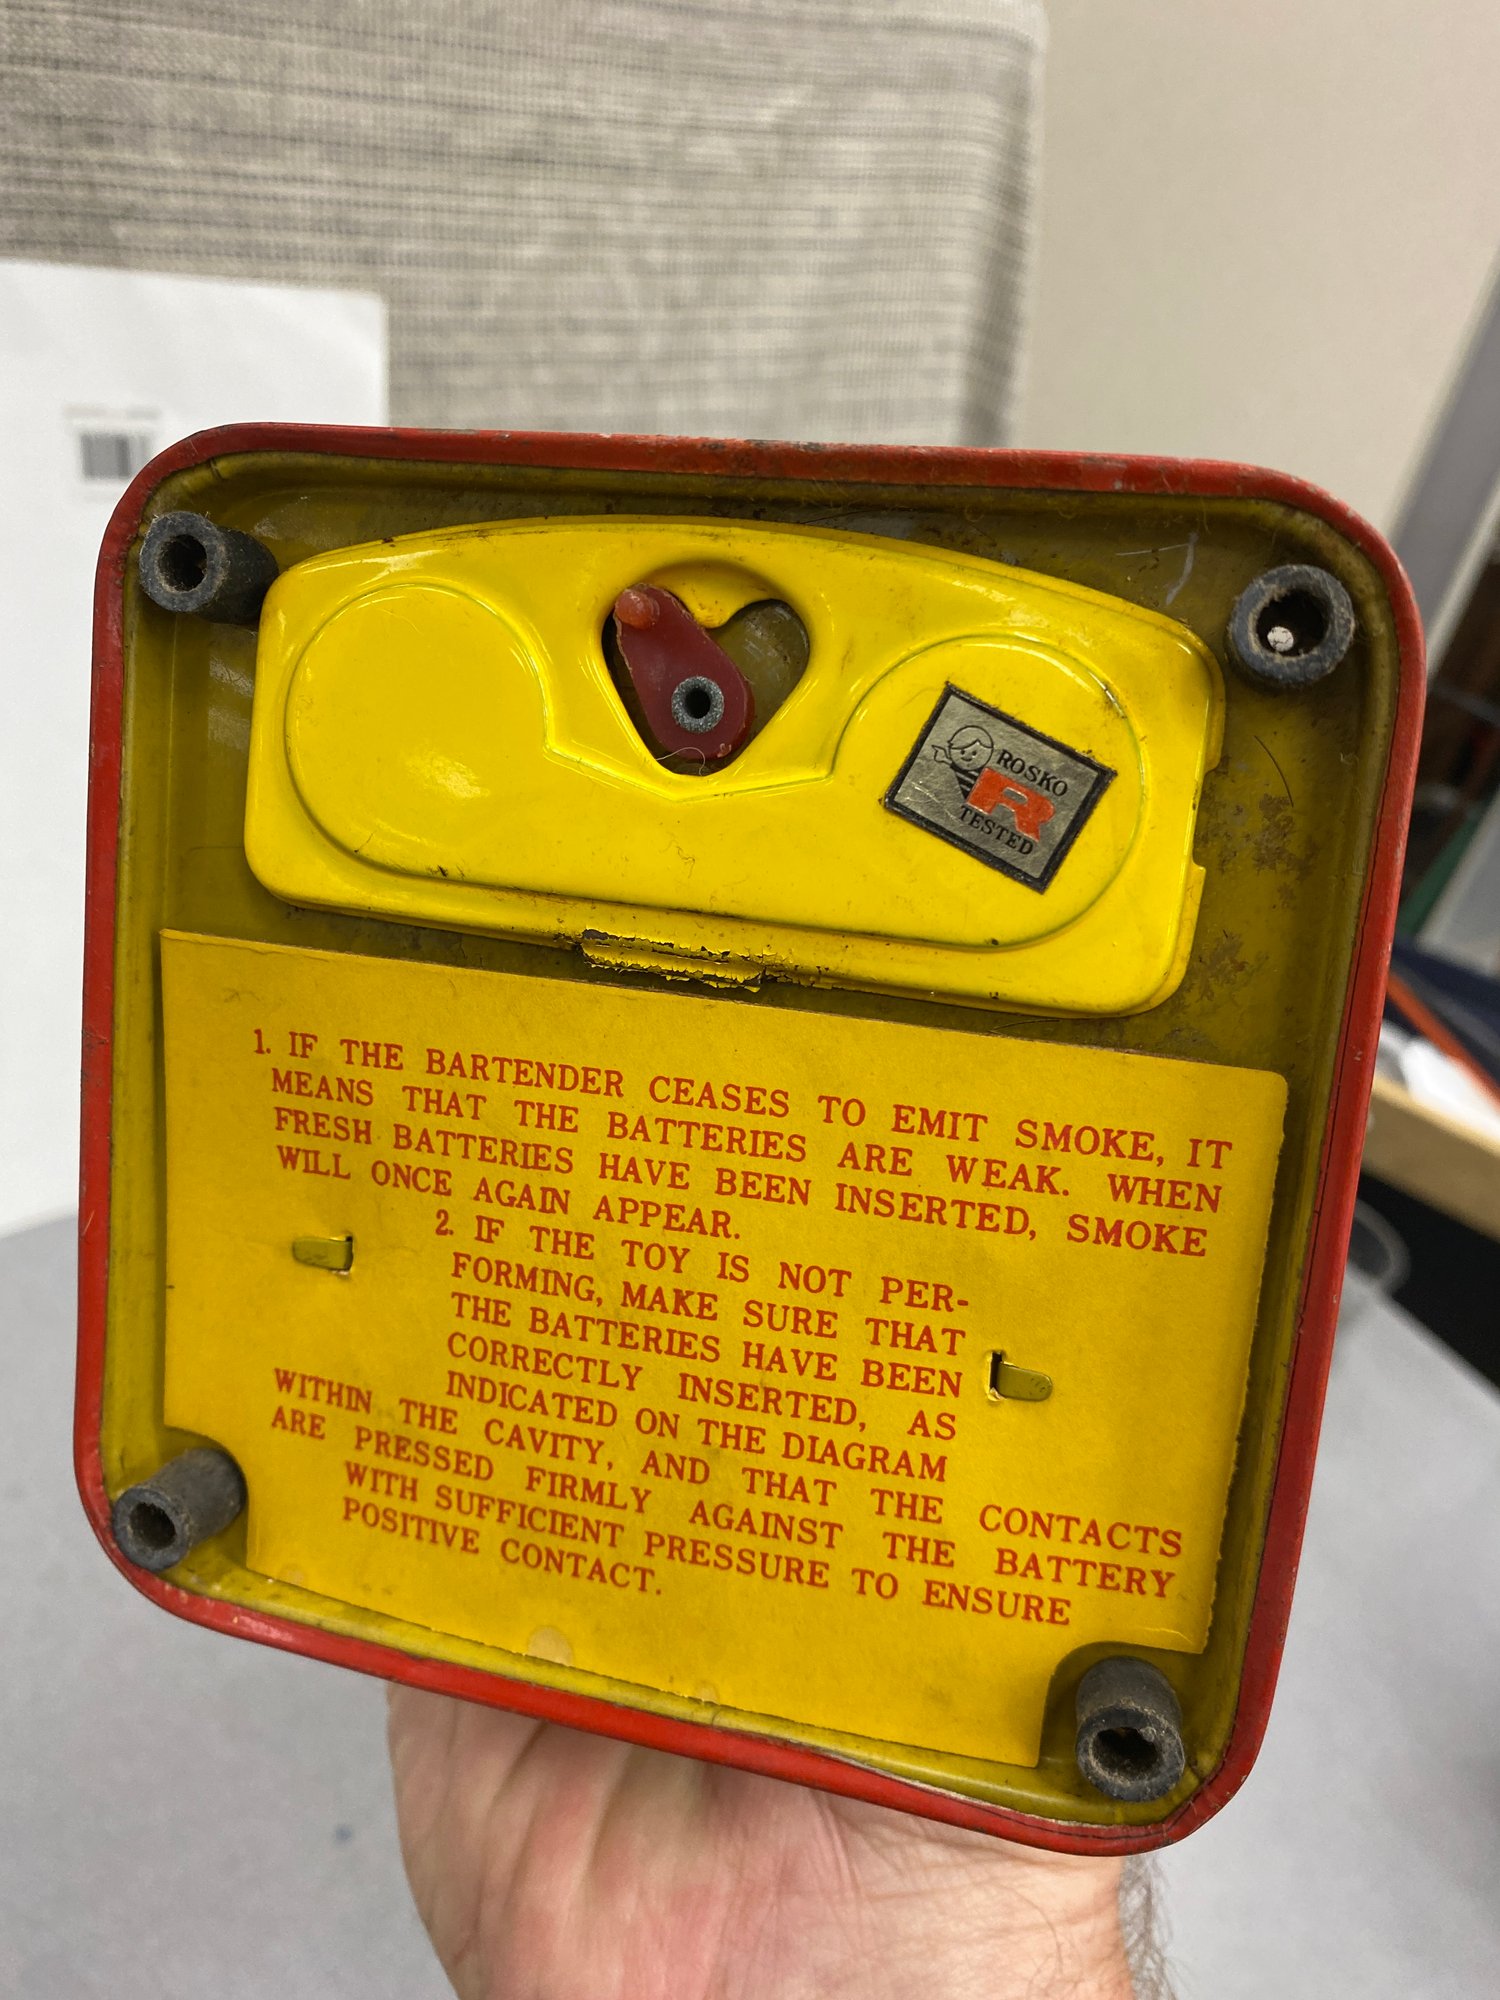 ROSKO
R
TESTED
1. IF THE BARTENDER CEASES TO EMIT SMOKE, IT
MEANS THAT THE BATTERIES ARE WEAK. WHEN
FRESH BATTERIES HAVE BEEN INSERTED, SMOKE
WILL ONCE AGAIN APPEAR.
2. IF THE TOY IS NOT PER-
FORMING, MAKE SURE THAT
THE BATTERIES HAVE BEEN
CORRECTLY INSERTED, AS
INDICATED ON THE DIAGRAM
WITHIN THE CAVITY, AND THAT THE CONTACTS
ARE PRESSED FIRMLY AGAINST THE BATTERY
WITH SUFFICIENT PRESSURE TO ENSURE
POSITIVE CONTACT.